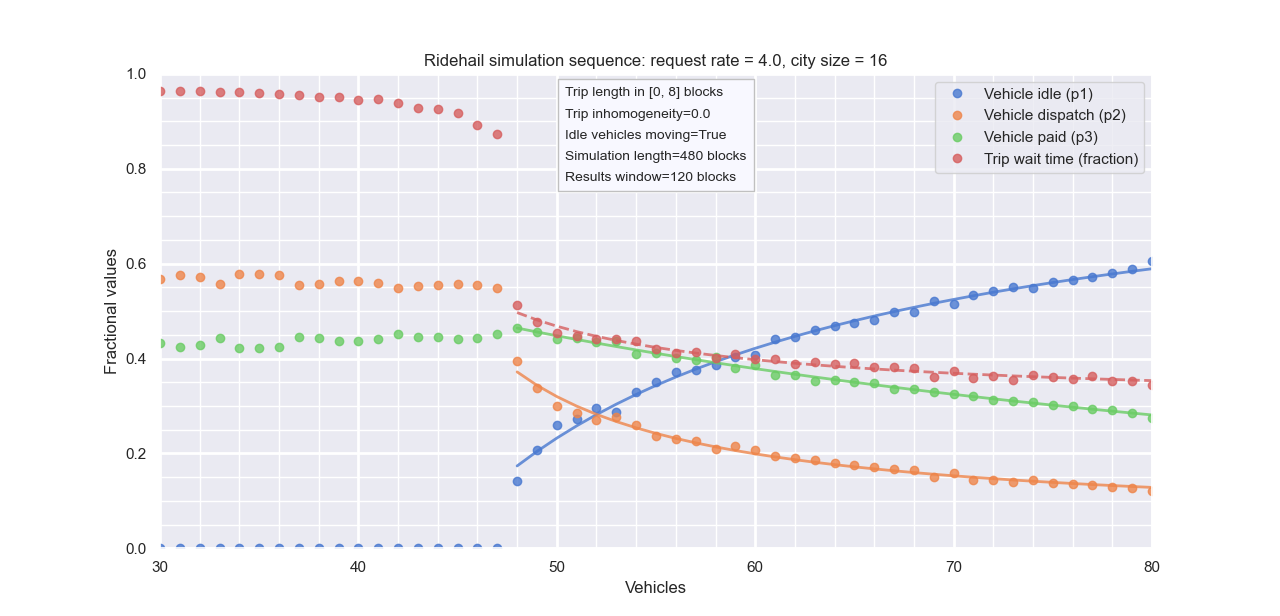 Ridehail simulation sequence: request rate = 4.0, city size = 16
Trip length in [0, 8] blocks
Trip inhomogeneity=0.0
Idle vehicles moving=True
Simulation length=480 blocks
Results window=120 blocks
Vehicle idle (p1)
Vehicle dispatch (p2)
Vehicle paid (p3)
Trip wait time (fraction)
Fractional values
1.0
0.8
0.6
0.4
0.2
0.0
30
40
50
60
70
80
Vehicles